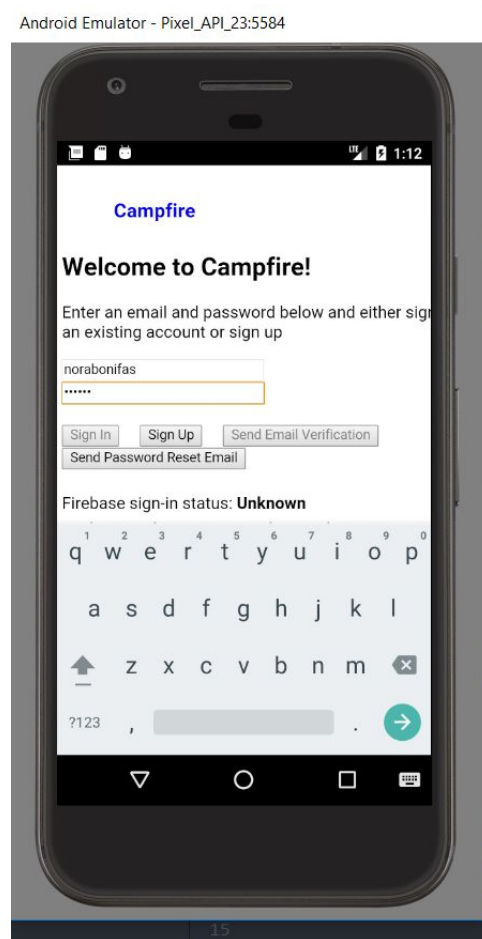 Android Emulator - Pixel_API_23:5584
LTE 1:12
Campfire
Welcome to Campfire!
Enter an email and password below and either sign
an existing account or sign up
norabonifas
••••••
Sign In Sign Up Send Email Verification
Send Password Reset Email
Firebase sign-in status: Unknown
1 2 3 4 5 6 7 8 9 0
q w e r t y u i o p
a s d f g h j k l
z x c v b n m
?123 , .
15